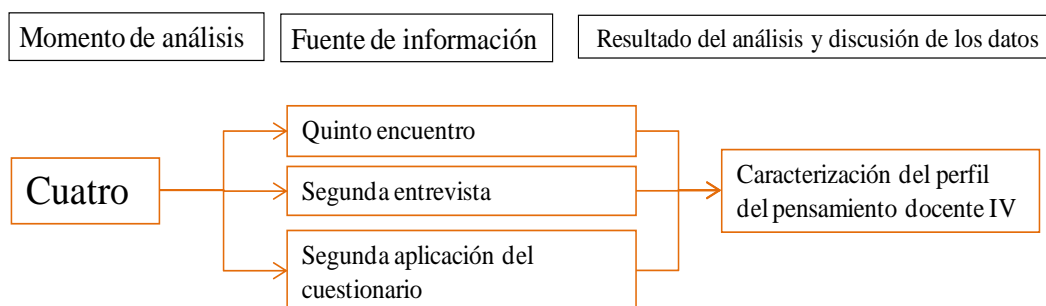 Momento de análisis
Fuente de información
Resultado del análisis y discusión de los datos
Quinto encuentro
Cuatro
Segunda entrevista
Caracterización del perfil
del pensamiento docente IV
Segunda aplicación del
cuestionario